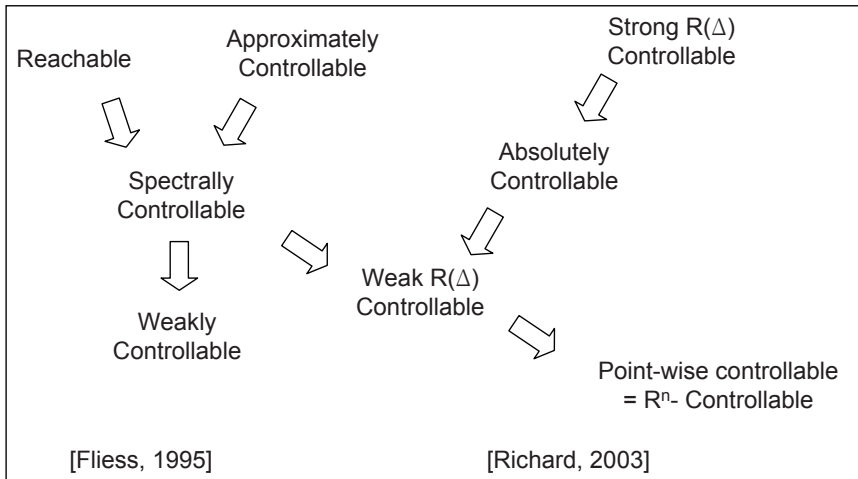 Reachable
Approximately
Controllable
Strong R(Δ)
Controllable
Spectrally
Controllable
Absolutely
Controllable
Weakly
Controllable
Weak R(Δ)
Controllable
Point-wise controllable
= Rⁿ- Controllable
[Fliess, 1995]
[Richard, 2003]